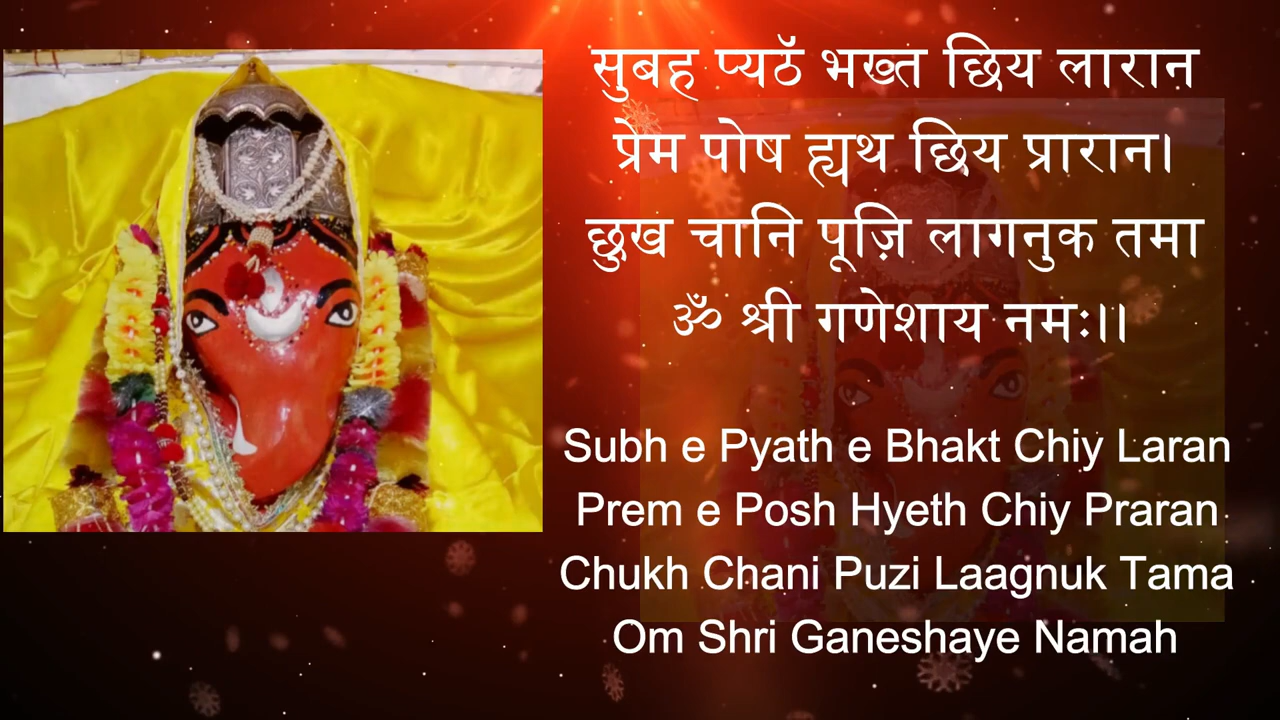 सुबह प्यठॅ भख्त छिय लारान
प्रेम पोष ह्यथ छिय प्रारान।
छुख चानि पूज़ि लागनुक तमा
ॐ श्री गणेशाय नमः।।
Subh e Pyath e Bhakt Chiy Laran
Prem e Posh Hyeth Chiy Praran
Chukh Chani Puzi Laagnuk Tama
Om Shri Ganeshaye Namah